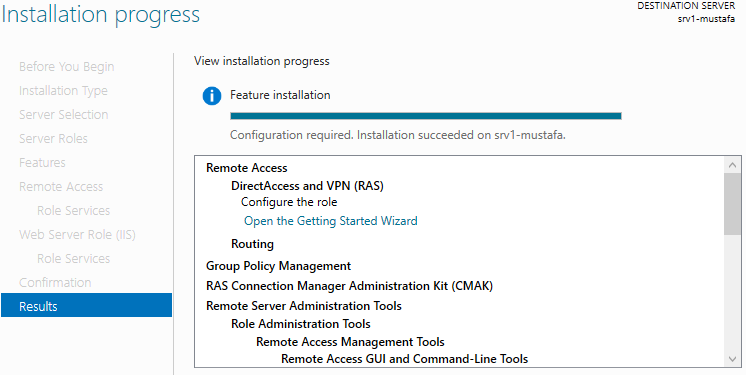 Installation progress
DESTINATION SERVER
srv1-mustafa
Before You Begin
Installation Type
Server Selection
Server Roles
Features
Remote Access
Role Services
Web Server Role (IIS)
Role Services
Confirmation
Results
View installation progress
Feature installation
Configuration required. Installation succeeded on srv1-mustafa.
Remote Access
DirectAccess and VPN (RAS)
Configure the role
Open the Getting Started Wizard
Routing
Group Policy Management
RAS Connection Manager Administration Kit (CMAK)
Remote Server Administration Tools
Role Administration Tools
Remote Access Management Tools
Remote Access GUI and Command-Line Tools